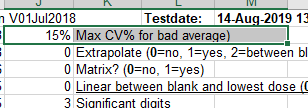 J K L M
V01Jul2018 Testdate: 14-Aug-2019 13
15% Max CV% for bad average)
0 Extrapolate (0=no, 1=yes, 2=between bl
0 Matrix? (0=no, 1=yes)
0 Linear between blank and lowest dose (0
3 Significant digits